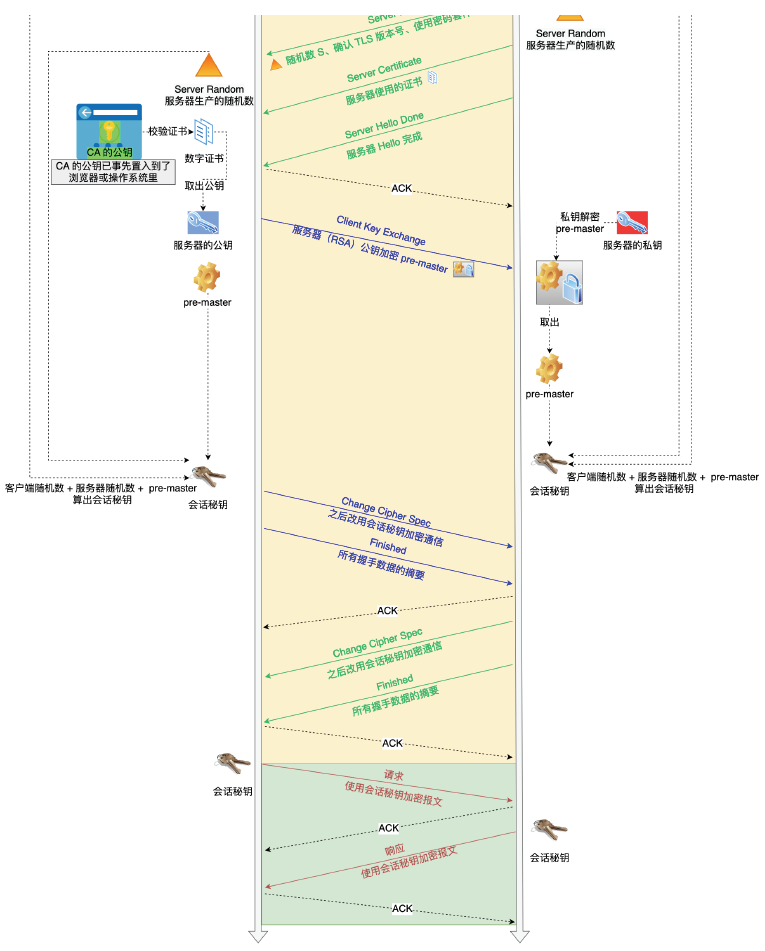 Server
随机数 S、确认 TLS 版本号、使用密码套件
Server Random
服务器生产的随机数
Server Random
服务器生产的随机数
Server Certificate
服务器使用的证书
CA 的公钥
校验证书
数字证书
CA 的公钥已事先置入到了
浏览器或操作系统里
取出公钥
Server Hello Done
服务器 Hello 完成
ACK
服务器的公钥
Client Key Exchange
服务器（RSA）公钥加密 pre-master
私钥解密
pre-master
服务器的私钥
pre-master
取出
pre-master
客户端随机数 + 服务器随机数 + pre-master
算出会话秘钥
会话秘钥
会话秘钥
客户端随机数 + 服务器随机数 + pre-master
算出会话秘钥
Change Cipher Spec
之后改用会话秘钥加密通信
Finished
所有握手数据的摘要
ACK
Change Cipher Spec
之后改用会话秘钥加密通信
Finished
所有握手数据的摘要
ACK
会话秘钥
请求
使用会话秘钥加密报文
ACK
会话秘钥
响应
使用会话秘钥加密报文
ACK